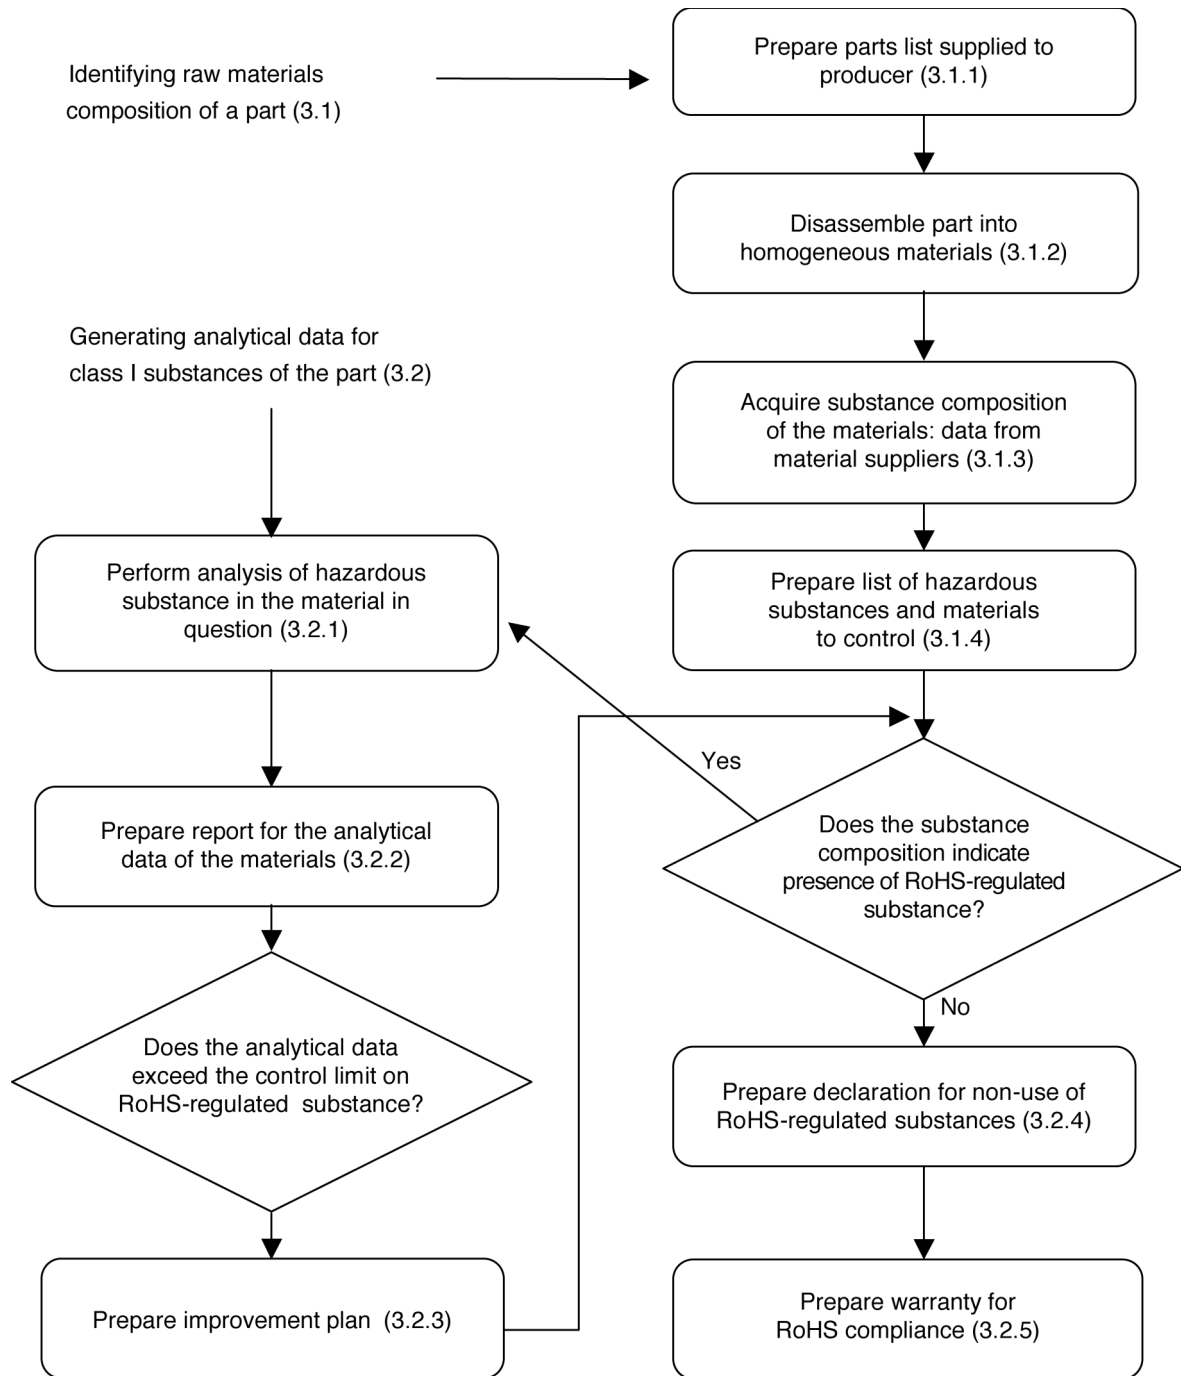 Identifying raw materials
composition of a part (3.1)
Prepare parts list supplied to
producer (3.1.1)
Disassemble part into
homogeneous materials (3.1.2)
Generating analytical data for
class I substances of the part (3.2)
Acquire substance composition
of the materials: data from
material suppliers (3.1.3)
Perform analysis of hazardous
substance in the material in
question (3.2.1)
Prepare list of hazardous
substances and materials
to control (3.1.4)
Yes
Prepare report for the analytical
data of the materials (3.2.2)
Does the substance
composition indicate
presence of RoHS-regulated
substance?
No
Does the analytical data
exceed the control limit on
RoHS-regulated substance?
Prepare declaration for non-use of
RoHS-regulated substances (3.2.4)
Prepare improvement plan (3.2.3)
Prepare warranty for
RoHS compliance (3.2.5)